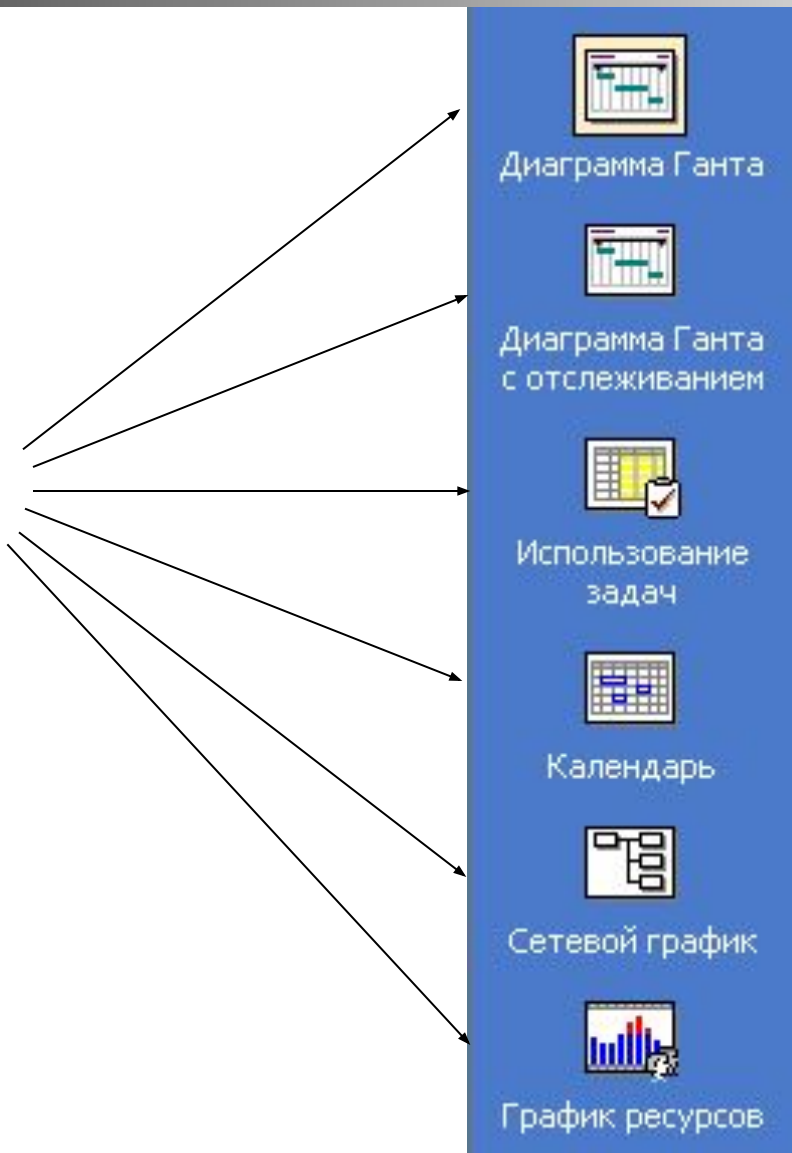 Диаграмма Ганта
Диаграмма Ганта
с отслеживанием
Использование
задач
Календарь
Сетевой график
График ресурсов